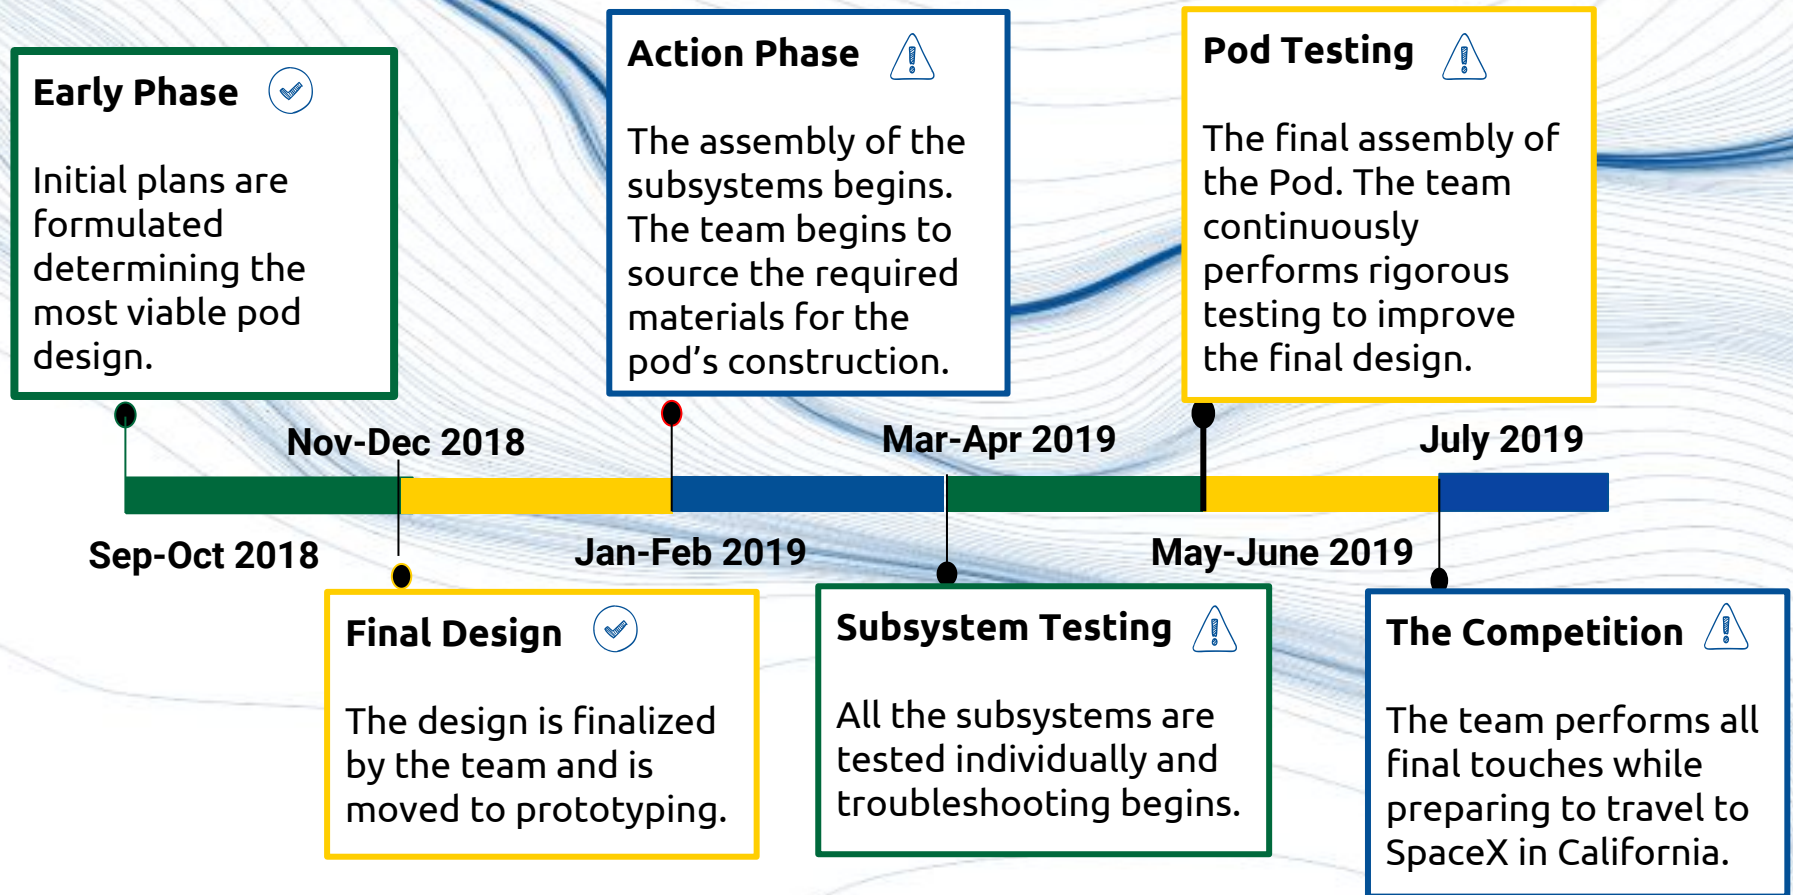 Early Phase
Initial plans are
formulated
determining the
most viable pod
design.
Action Phase
The assembly of the
subsystems begins.
The team begins to
source the required
materials for the
pod’s construction.
Pod Testing
The final assembly of
the Pod. The team
continuously
performs rigorous
testing to improve
the final design.
Nov-Dec 2018
Mar-Apr 2019
July 2019
Sep-Oct 2018
Jan-Feb 2019
May-June 2019
Final Design
The design is finalized
by the team and is
moved to prototyping.
Subsystem Testing
All the subsystems are
tested individually and
troubleshooting begins.
The Competition
The team performs all
final touches while
preparing to travel to
SpaceX in California.